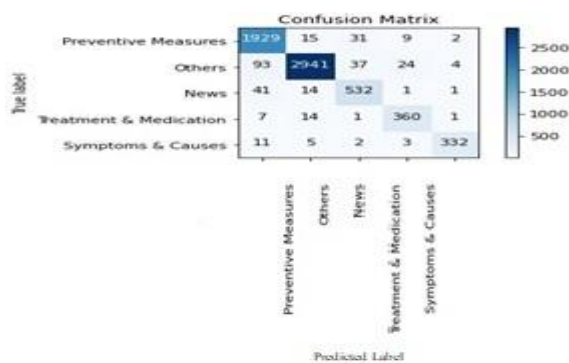 Confusion Matrix
Preventive Measures 1929 15 31 9 2
Others 93 2941 37 24 4
News 41 14 532 1 1
Treatment & Medication 7 14 1 360 1
Symptoms & Causes 11 5 2 3 332
True label
2500
2000
1500
1000
500
Preventive Measures
Others
News
Treatment & Medication
Symptoms & Causes
Predicted Label